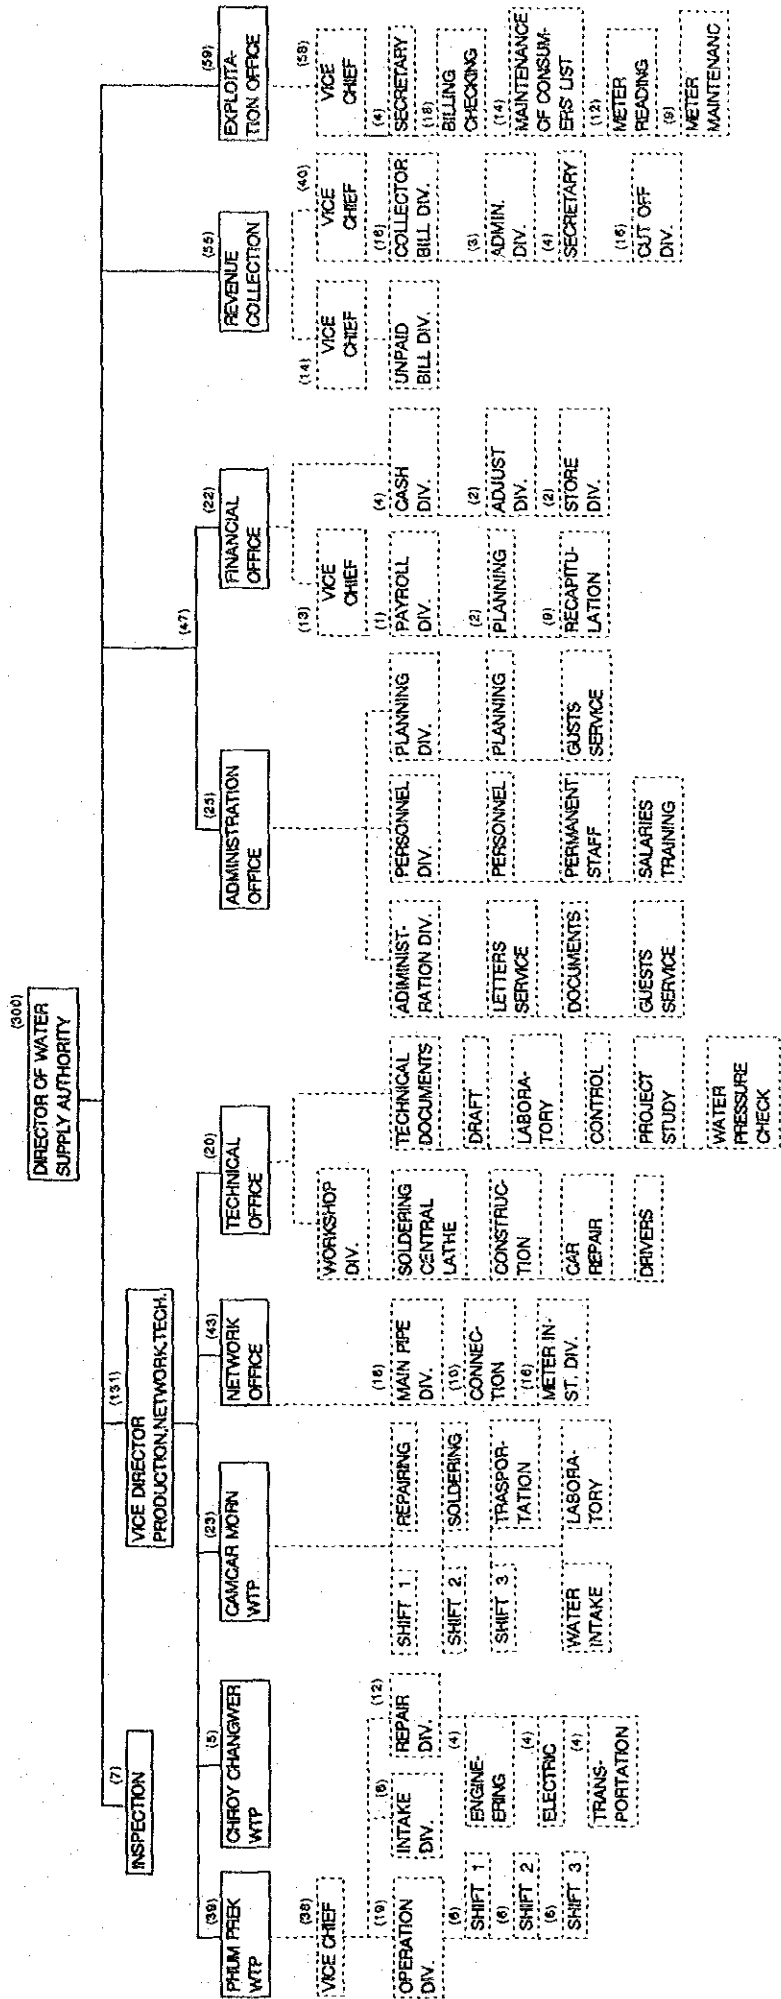 (300)
DIRECTOR OF WATER
SUPPLY AUTHORITY
(7)
INSPECTION
(131)
VICE DIRECTOR
PRODUCTION,NETWORK,TECH.
(47)
(39)
PHUM PREK
WTP
(5)
CHROY CHANGWER
WTP
(23)
CAMCAR MORN
WTP
(43)
NETWORK
OFFICE
(20)
TECHNICAL
OFFICE
(25)
ADMINISTRATION
OFFICE
(22)
FINANCIAL
OFFICE
(55)
REVENUE
COLLECTION
(59)
EXPLOITA-
TION OFFICE
(38)
VICE CHIEF
(19)
OPERATION
DIV.
(6)
SHIFT 1
(6)
SHIFT 2
(6)
SHIFT 3
(6)
INTAKE
DIV.
(12)
REPAIR
DIV.
(4)
ENGINE-
ERING
(4)
ELECTRIC
(4)
TRANS-
PORTATION
SHIFT 1
SHIFT 2
SHIFT 3
WATER
INTAKE
REPAIRING
SOLDERING
TRASPOR-
TATION
LABORA-
TORY
(16)
MAIN PIPE
DIV.
(10)
CONNEC-
TION
(16)
METER IN-
ST. DIV.
WORKSHOP
DIV.
SOLDERING
CENTRAL
LATHE
CONSTRUC-
TION
CAR
REPAIR
DRIVERS
TECHNICAL
DOCUMENTS
DRAFT
LABORA-
TORY
CONTROL
PROJECT
STUDY
WATER
PRESSURE
CHECK
ADIMINIST-
RATION DIV.
LETTERS
SERVICE
DOCUMENTS
GUESTS
SERVICE
PERSONNEL
DIV.
PERSONNEL
PERMANENT
STAFF
SALARIES
TRAINING
PLANNING
DIV.
PLANNING
GUSTS
SERVICE
(13)
VICE
CHIEF
(1)
PAYROLL
DIV.
(2)
PLANNING
(9)
RECAPITU-
LATION
(4)
CASH
DIV.
(2)
ADJUST
DIV.
(2)
STORE
DIV.
(14)
VICE
CHIEF
UNPAID
BILL DIV.
(40)
VICE
CHIEF
(16)
COLLECTOR
BILL DIV.
(3)
ADMIN.
DIV.
(4)
SECRETARY
(16)
CUT OFF
DIV.
(58)
VICE
CHIEF
(4)
SECRETARY
(18)
BILLING
CHECKING
(14)
MAINTENANCE
OF CONSUM-
ERS' LIST
(12)
METER
READING
(9)
METER
MAINTENANC